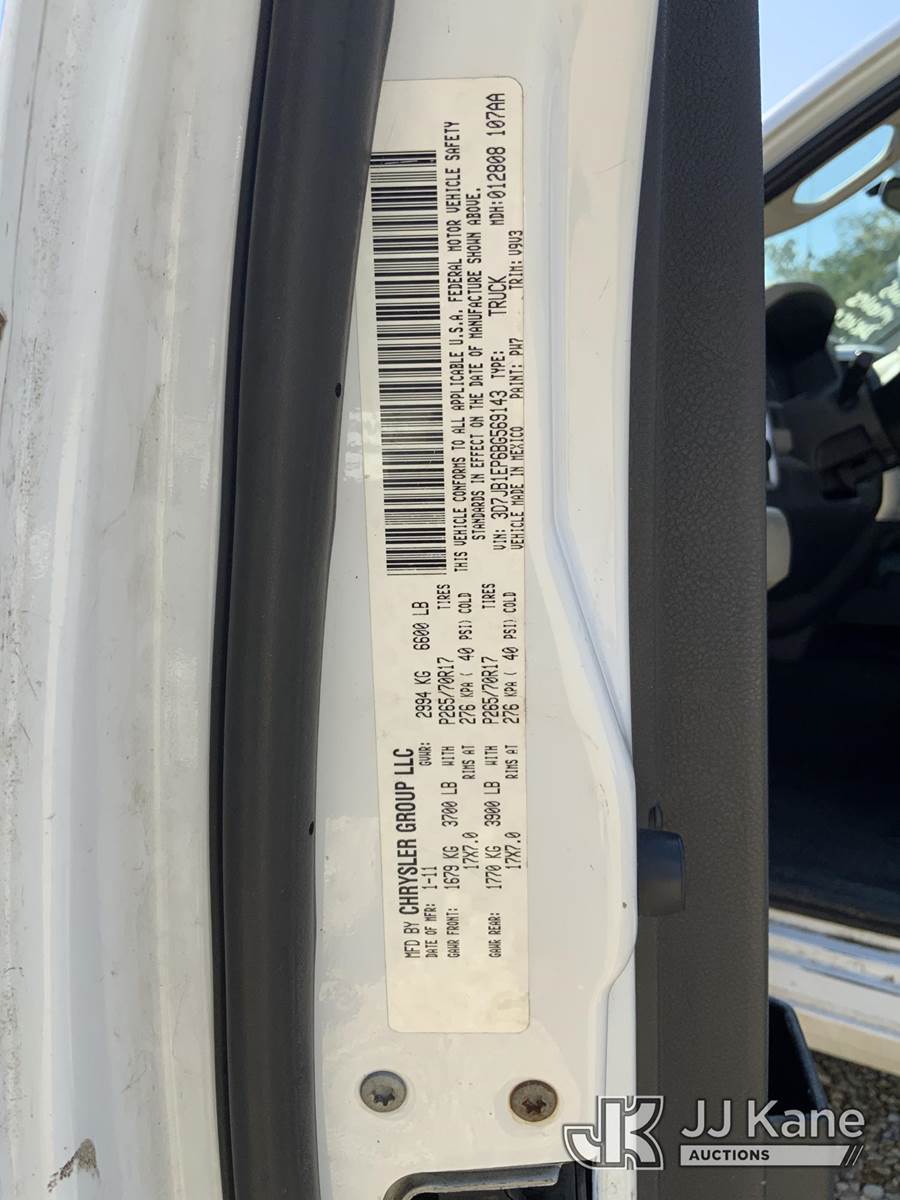 MFD BY CHRYSLER GROUP LLC
DATE OF MFR: 1-11 GVWR: 2994 KG 6600 LB
GAWR FRONT: 1679 KG 3700 LB WITH P265/70R17 TIRES
17X7.0 RIMS AT 276 KPA ( 40 PSI) COLD
GAWR REAR: 1770 KG 3900 LB WITH P265/70R17 TIRES
17X7.0 RIMS AT 276 KPA ( 40 PSI) COLD
THIS VEHICLE CONFORMS TO ALL APPLICABLE U.S.A. FEDERAL MOTOR VEHICLE SAFETY
STANDARDS IN EFFECT ON THE DATE OF MANUFACTURE SHOWN ABOVE.
VIN: 3D7JB1EP6BG569143 TYPE: TRUCK MDH:012808 107AA
VEHICLE MADE IN MEXICO PAINT: PW7 TRIM: V9V3
JK JJ Kane
AUCTIONS